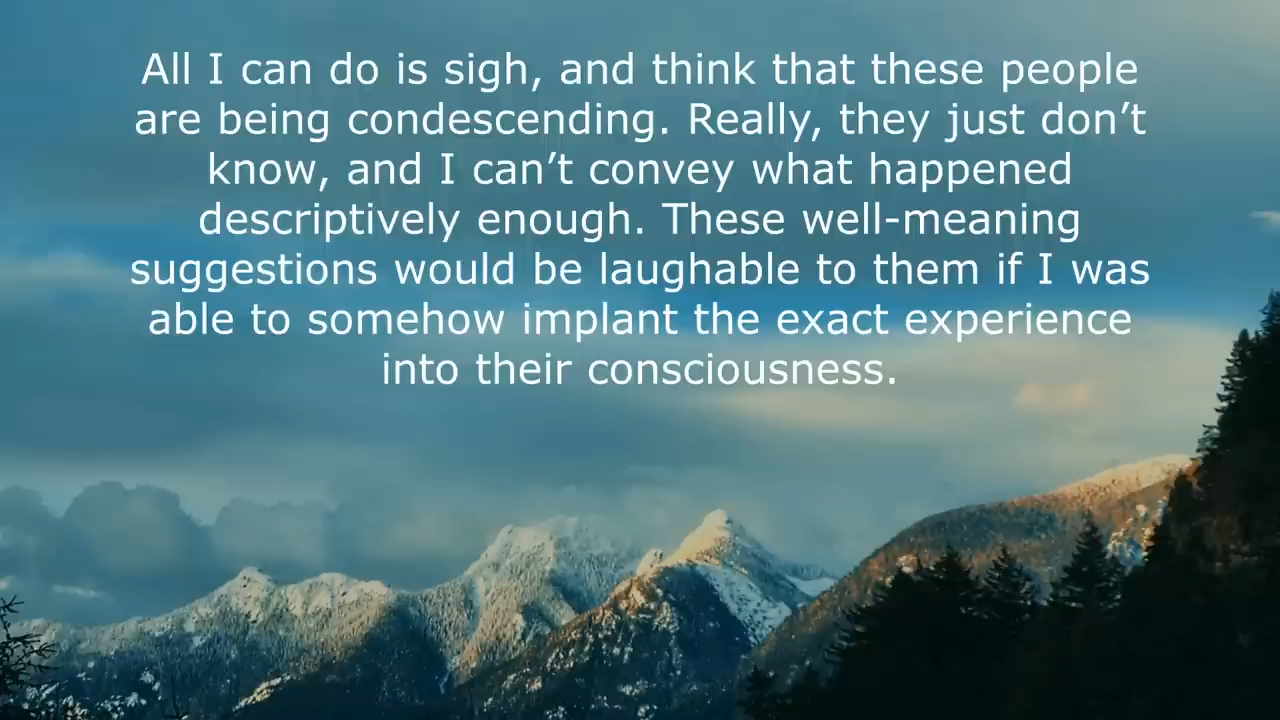 All I can do is sigh, and think that these people
are being condescending. Really, they just don’t
know, and I can’t convey what happened
descriptively enough. These well-meaning
suggestions would be laughable to them if I was
able to somehow implant the exact experience
into their consciousness.